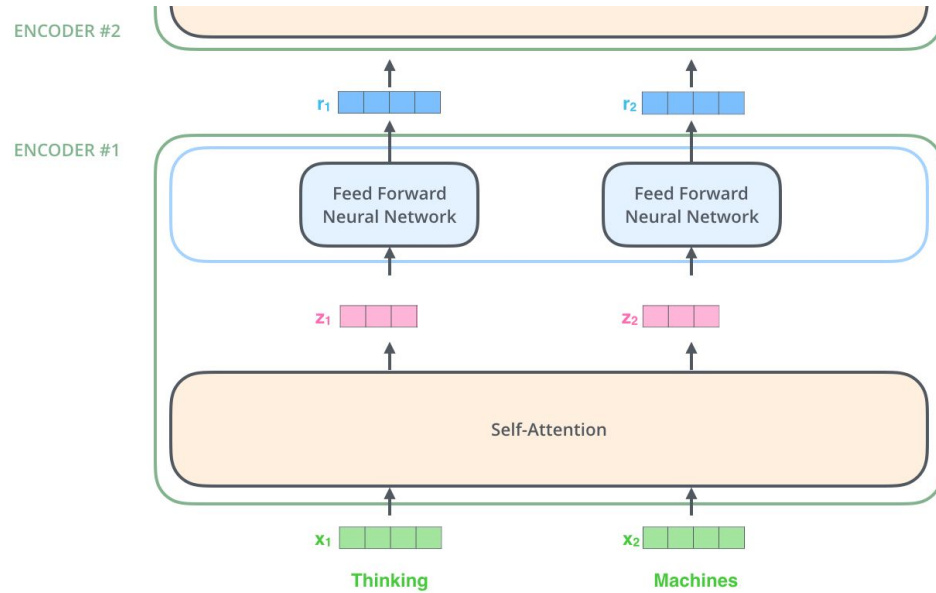 ENCODER #2
r₁
r₂
ENCODER #1
Feed Forward
Neural Network
Feed Forward
Neural Network
z₁
z₂
Self-Attention
x₁
x₂
Thinking
Machines